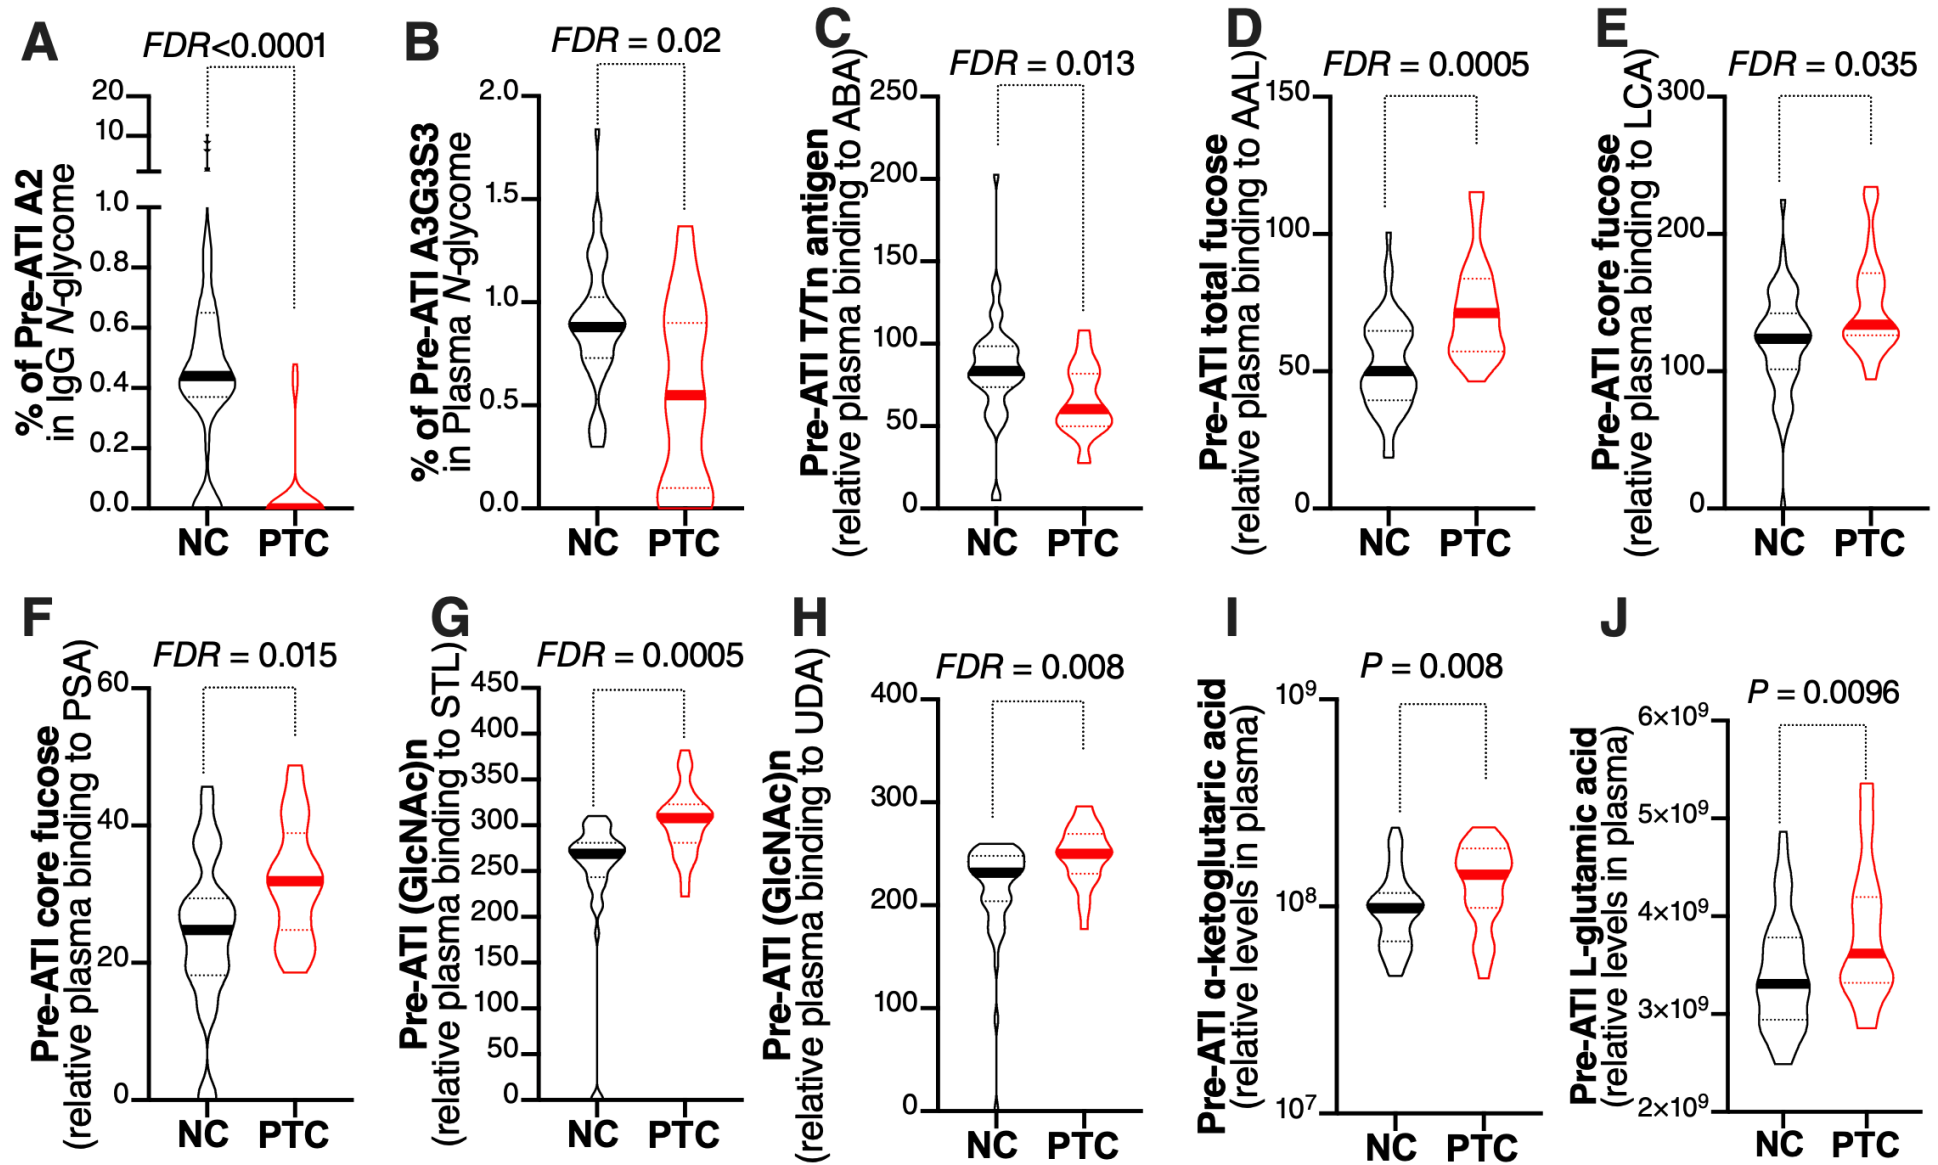 A
FDR<0.0001
% of Pre-ATI A2
in IgG N-glycome
20
10
1.0
0.8
0.6
0.4
0.2
0.0
NC PTC
B
FDR = 0.02
% of Pre-ATI A3G3S3
in Plasma N-glycome
2.0
1.5
1.0
0.5
0.0
NC PTC
C
FDR = 0.013
Pre-ATI T/Tn antigen
(relative plasma binding to ABA)
250
200
150
100
50
0
NC PTC
D
FDR = 0.0005
Pre-ATI total fucose
(relative plasma binding to AAL)
150
100
50
0
NC PTC
E
FDR = 0.035
Pre-ATI core fucose
(relative plasma binding to LCA)
300
200
100
0
NC PTC
F
FDR = 0.015
Pre-ATI core fucose
(relative plasma binding to PSA)
60
40
20
0
NC PTC
G
FDR = 0.0005
Pre-ATI (GlcNAc)n
(relative plasma binding to STL)
450
400
350
300
250
200
150
100
50
0
NC PTC
H
FDR = 0.008
Pre-ATI (GlcNAc)n
(relative plasma binding to UDA)
400
300
200
100
0
NC PTC
I
P = 0.008
Pre-ATI α-ketoglutaric acid
(relative levels in plasma)
10⁹
10⁸
10⁷
NC PTC
J
P = 0.0096
Pre-ATI L-glutamic acid
(relative levels in plasma)
6×10⁹
5×10⁹
4×10⁹
3×10⁹
2×10⁹
NC PTC